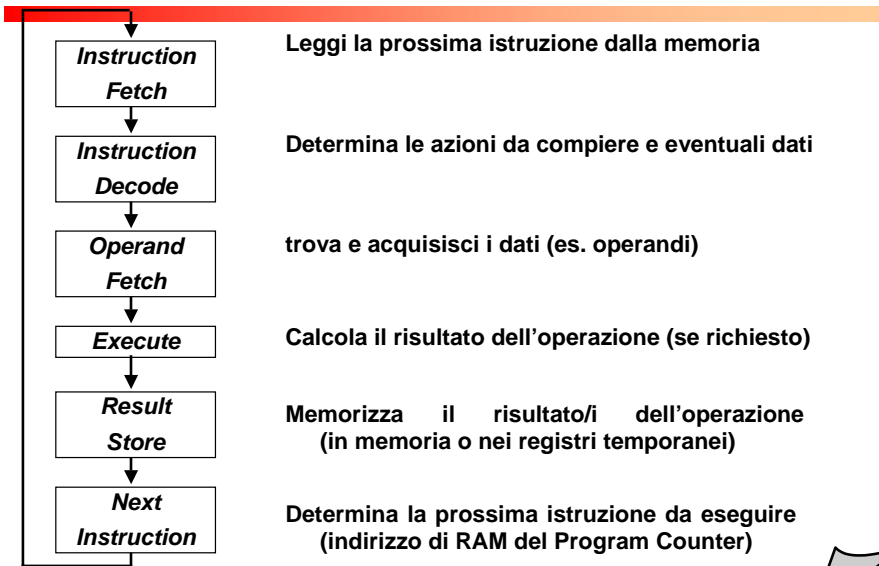 Instruction
Fetch
Leggi la prossima istruzione dalla memoria
Instruction
Decode
Determina le azioni da compiere e eventuali dati
Operand
Fetch
trova e acquisisci i dati (es. operandi)
Execute
Calcola il risultato dell’operazione (se richiesto)
Result
Store
Memorizza il risultato/i dell’operazione
(in memoria o nei registri temporanei)
Next
Instruction
Determina la prossima istruzione da eseguire
(indirizzo di RAM del Program Counter)